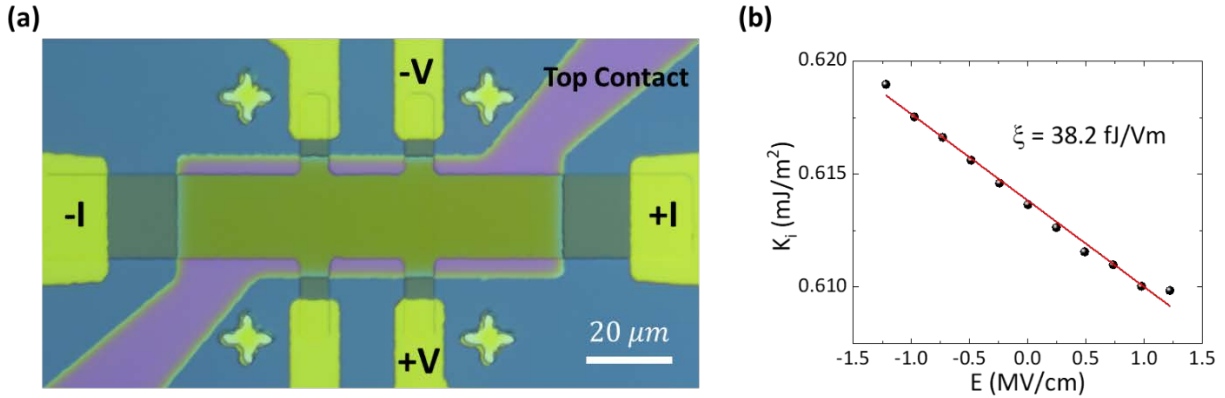 (a)
-V
Top Contact
-I
+I
+V
20 μm
(b)
0.620
0.615
0.610
Kᵢ (mJ/m²)
ξ = 38.2 fJ/Vm
-1.5 -1.0 -0.5 0.0 0.5 1.0 1.5
E (MV/cm)